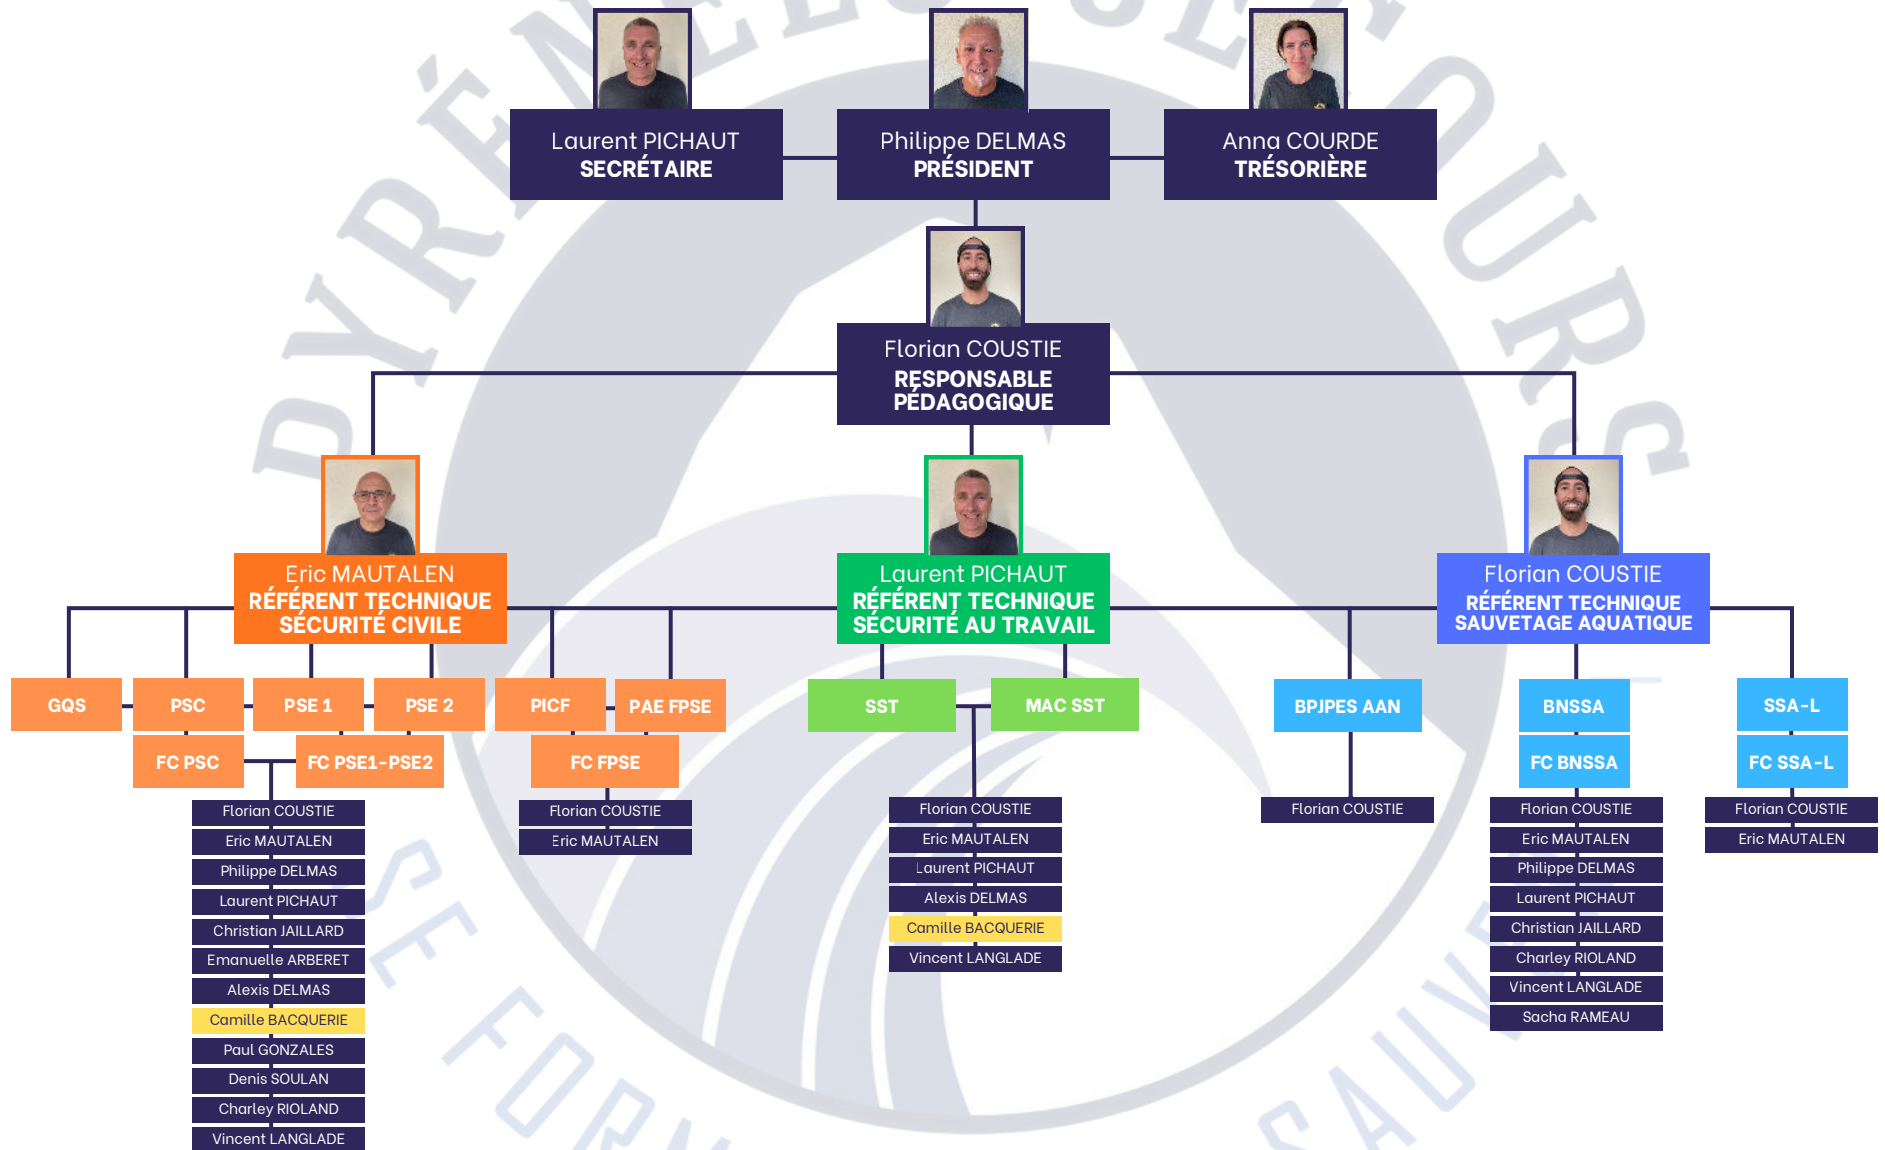 PYRÉNÉES SECOURS
Laurent PICHAUT
SECRÉTAIRE
Philippe DELMAS
PRÉSIDENT
Anna COURDE
TRÉSORIÈRE
Florian COUSTIE
RESPONSABLE
PÉDAGOGIQUE
Eric MAUTALEN
RÉFÉRENT TECHNIQUE
SÉCURITÉ CIVILE
Laurent PICHAUT
RÉFÉRENT TECHNIQUE
SÉCURITÉ AU TRAVAIL
Florian COUSTIE
RÉFÉRENT TECHNIQUE
SAUVETAGE AQUATIQUE
GQS
PSC
PSE 1
PSE 2
PICF
PAE FPSE
SST
MAC SST
BPJPES AAN
BNSSA
SSA-L
FC PSC
FC PSE1-PSE2
FC FPSE
FC BNSSA
FC SSA-L
Florian COUSTIE
Eric MAUTALEN
Philippe DELMAS
Laurent PICHAUT
Christian JAILLARD
Emanuelle ARBERET
Alexis DELMAS
Camille BACQUERIE
Paul GONZALES
Denis SOULAN
Charley RIOLAND
Vincent LANGLADE
Florian COUSTIE
Eric MAUTALEN
Florian COUSTIE
Eric MAUTALEN
Laurent PICHAUT
Alexis DELMAS
Camille BACQUERIE
Vincent LANGLADE
Florian COUSTIE
Florian COUSTIE
Eric MAUTALEN
Philippe DELMAS
Laurent PICHAUT
Christian JAILLARD
Charley RIOLAND
Vincent LANGLADE
Sacha RAMEAU
Florian COUSTIE
Eric MAUTALEN
SE FORM
SAUV